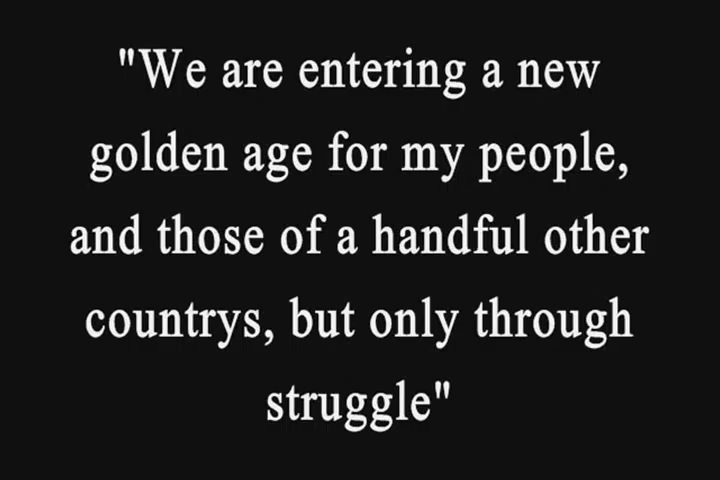 "We are entering a new
golden age for my people,
and those of a handful other
countrys, but only through
struggle"